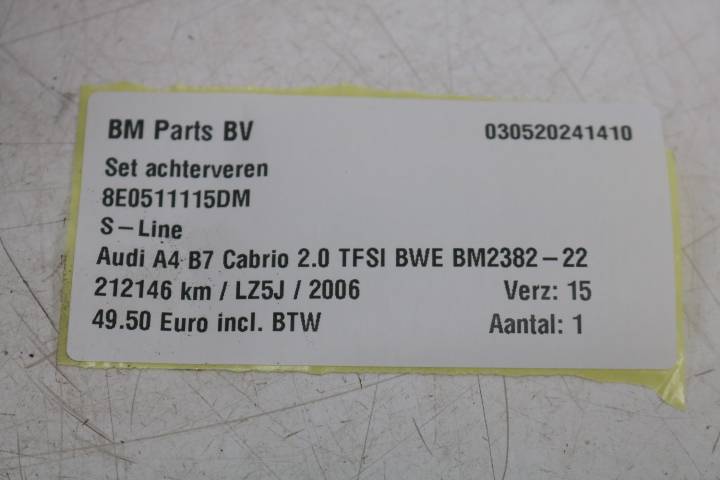 BM Parts BV 030520241410
Set achterveren
8E0511115DM
S-Line
Audi A4 B7 Cabrio 2.0 TFSI BWE BM2382-22
212146 km / LZ5J / 2006 Verz: 15
49.50 Euro incl. BTW Aantal: 1